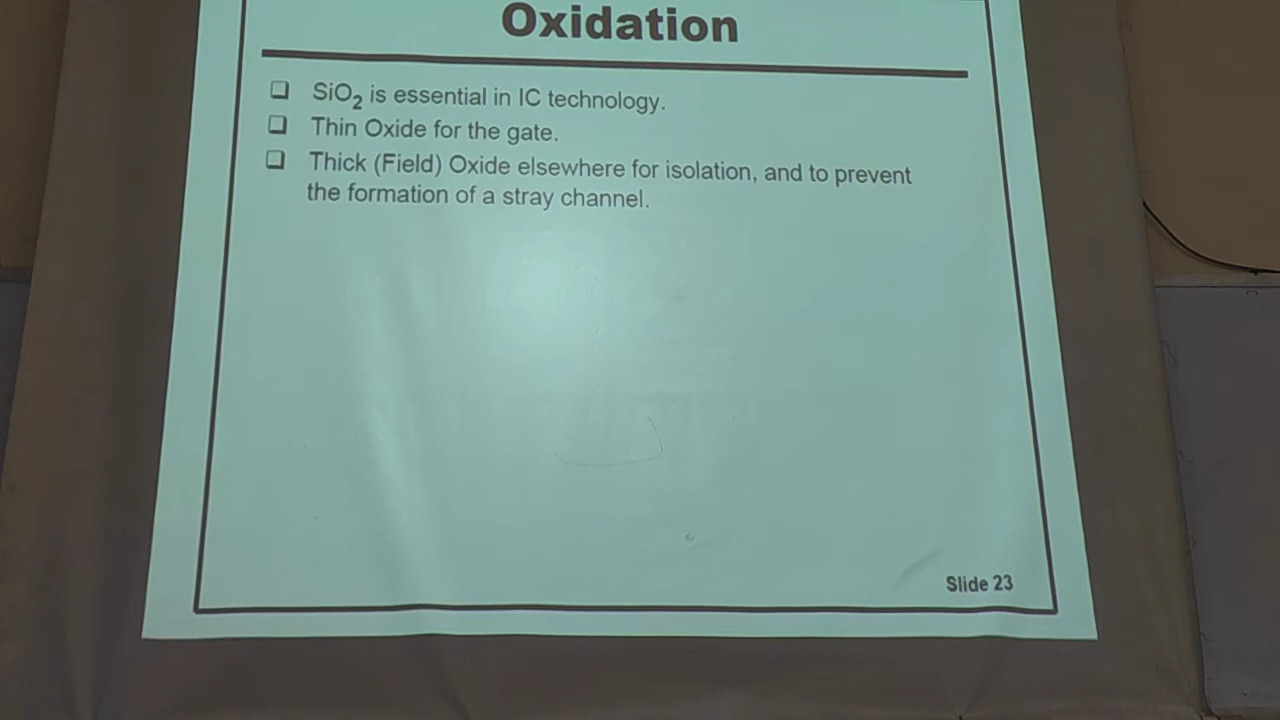 Oxidation
❑ SiO₂ is essential in IC technology.
❑ Thin Oxide for the gate.
❑ Thick (Field) Oxide elsewhere for isolation, and to prevent
the formation of a stray channel.
Slide 23